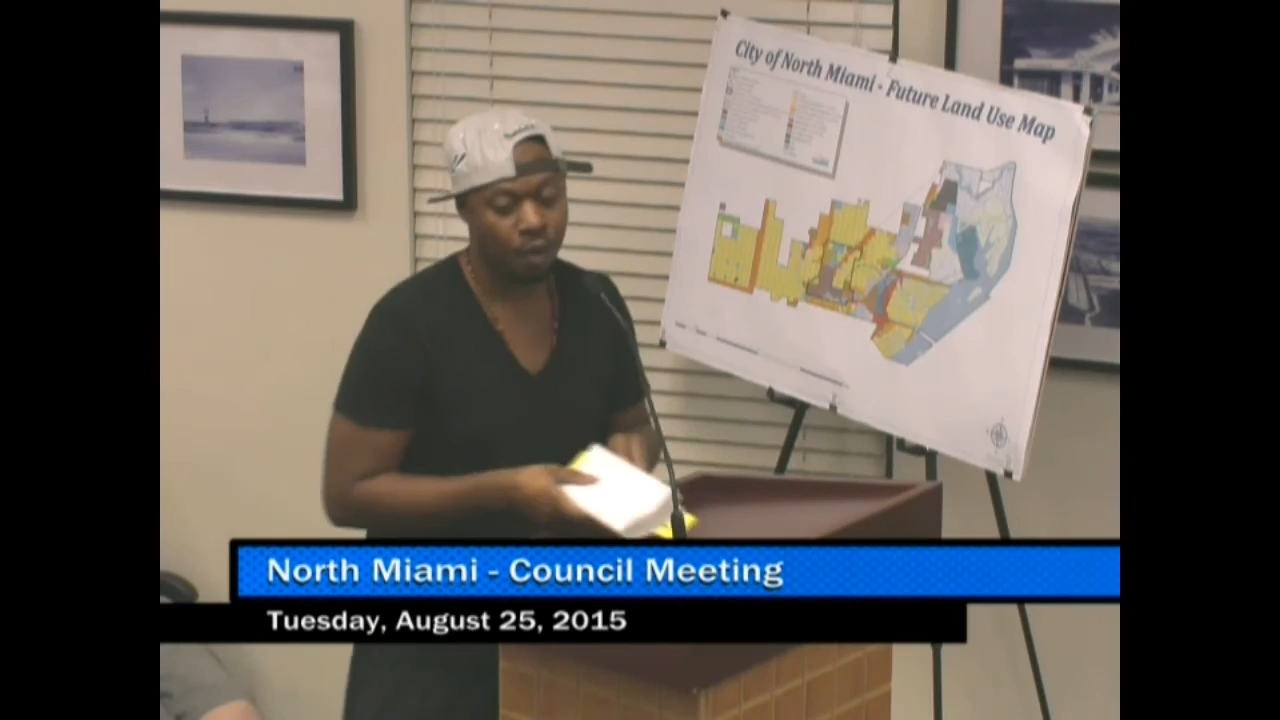 City of North Miami - Future Land Use Map
North Miami - Council Meeting
Tuesday, August 25, 2015